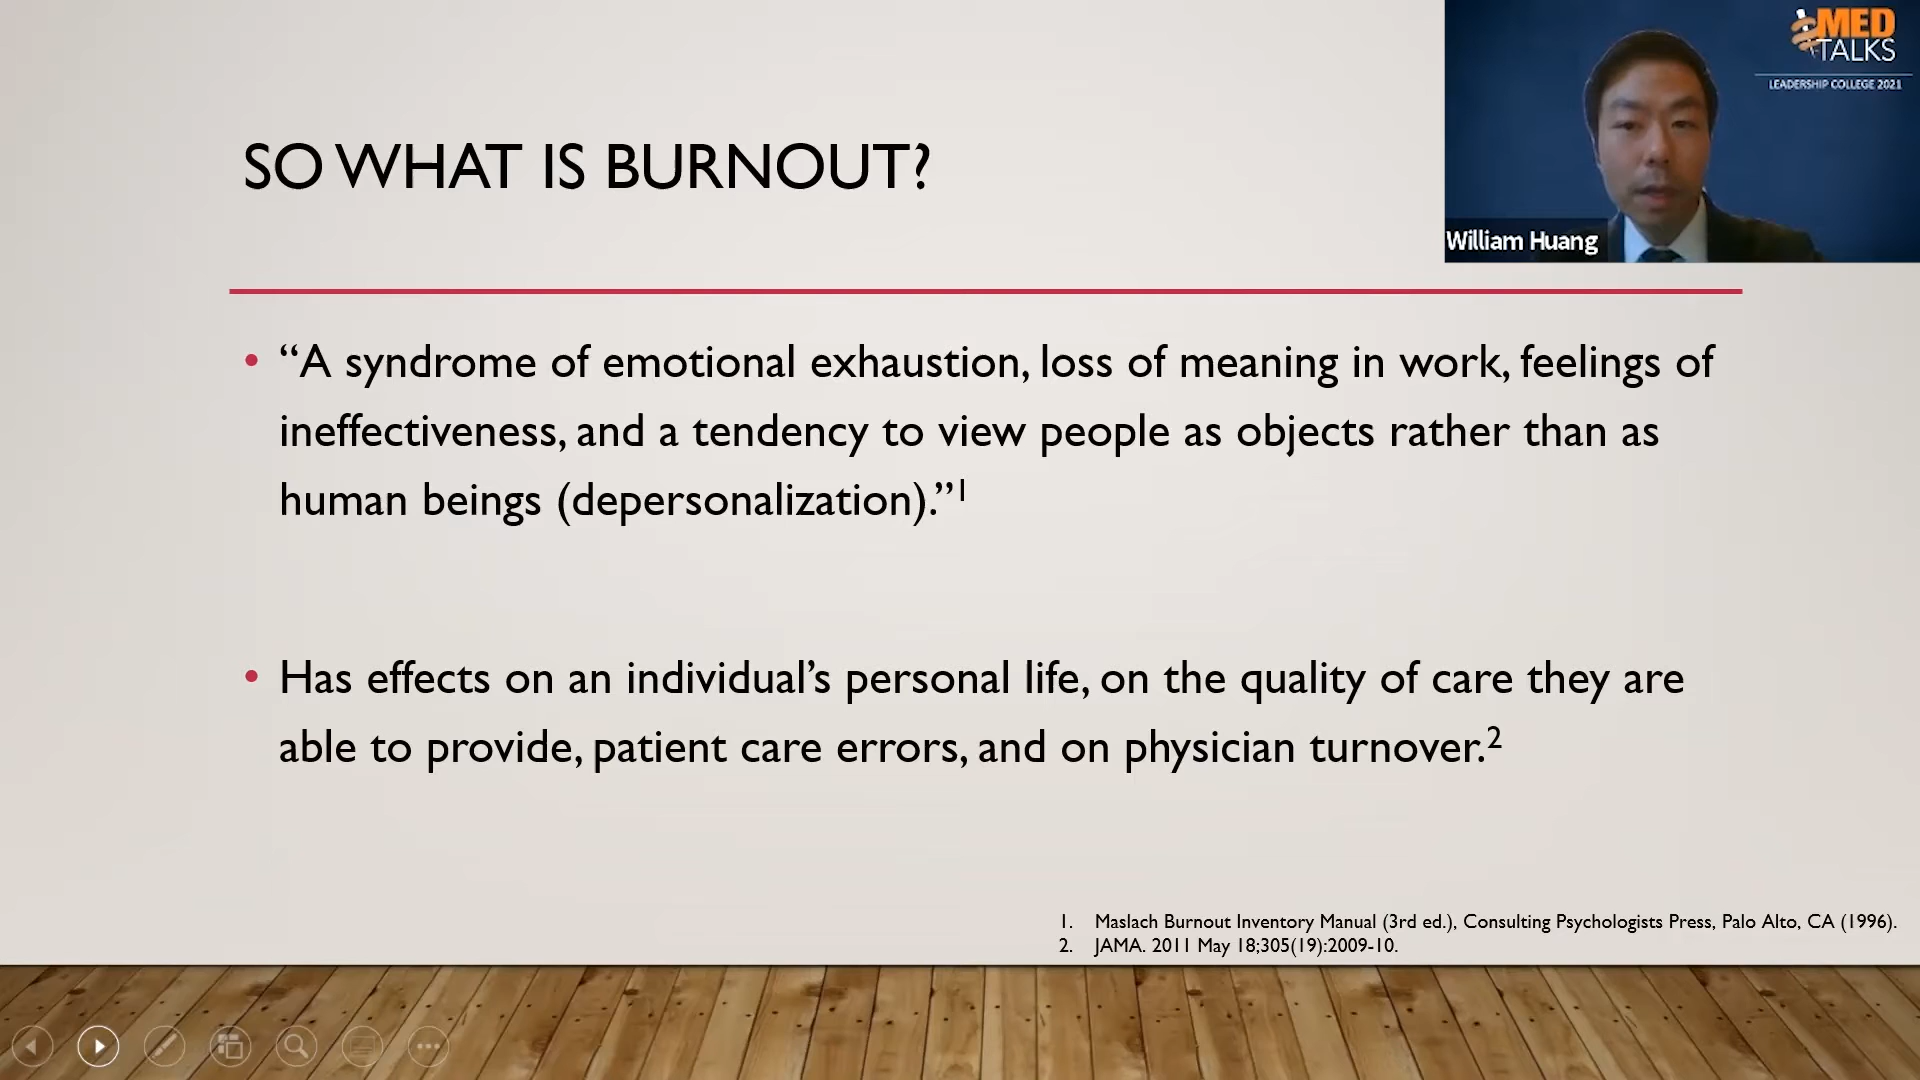 MED
TALKS
LEADERSHIP COLLEGE 2021
William Huang
SO WHAT IS BURNOUT?
• “A syndrome of emotional exhaustion, loss of meaning in work, feelings of
ineffectiveness, and a tendency to view people as objects rather than as
human beings (depersonalization).”1
• Has effects on an individual’s personal life, on the quality of care they are
able to provide, patient care errors, and on physician turnover.2
1. Maslach Burnout Inventory Manual (3rd ed.), Consulting Psychologists Press, Palo Alto, CA (1996).
2. JAMA. 2011 May 18;305(19):2009-10.